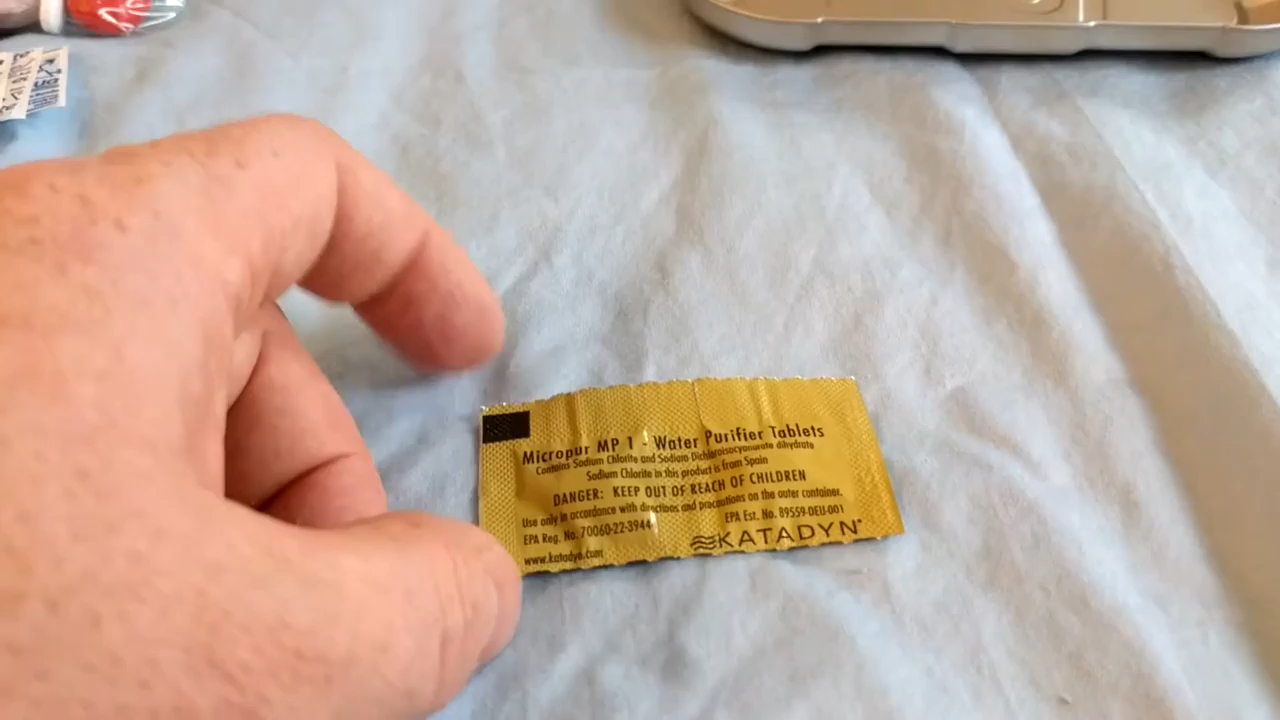 Micropur MP 1 - Water Purifier Tablets
Contains Sodium Chlorite and Sodium Dichloroisocyanurate dihydrate
Sodium Chlorite in this product is from Spain
DANGER: KEEP OUT OF REACH OF CHILDREN
Use only in accordance with directions and precautions on the outer container.
EPA Reg. No. 70060-22-3944 EPA Est. No. 89559-DEU-001
www.katadyn.com KATADYN